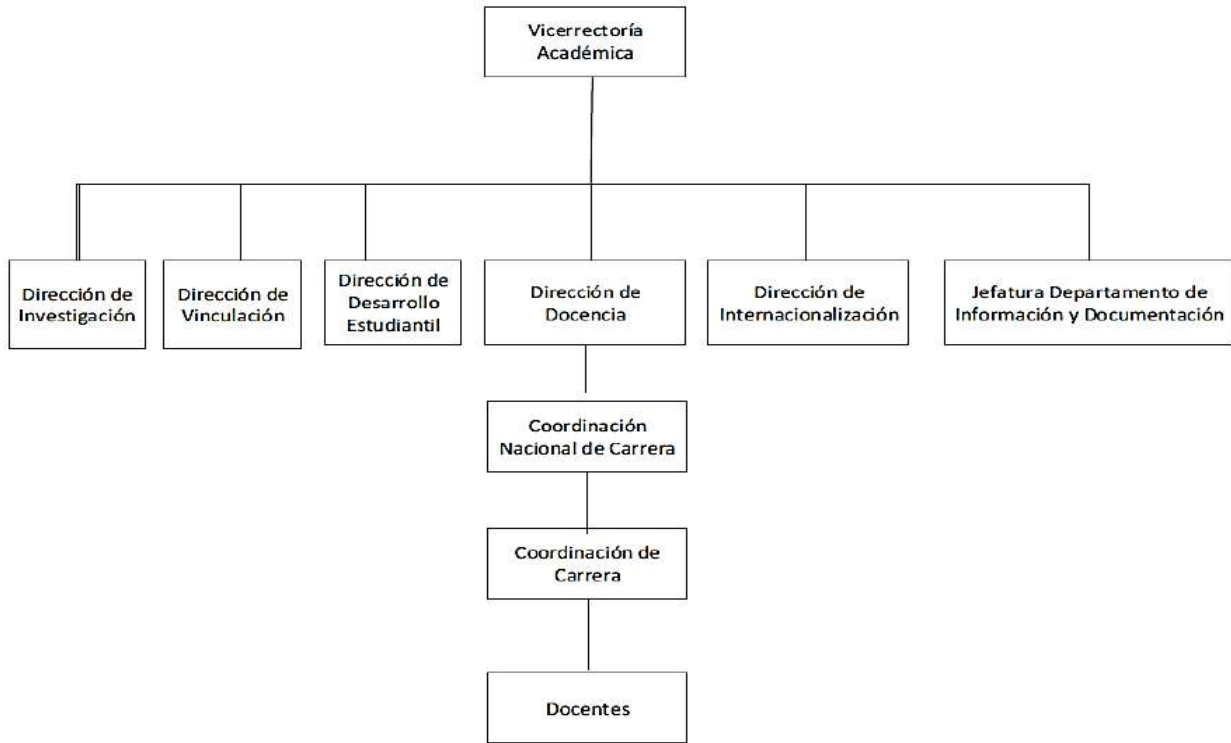 Vicerrectoría
Académica
Dirección de
Investigación
Dirección de
Vinculación
Dirección de
Desarrollo
Estudiantil
Dirección de
Docencia
Dirección de
Internacionalización
Jefatura Departamento de
Información y Documentación
Coordinación
Nacional de Carrera
Coordinación de
Carrera
Docentes